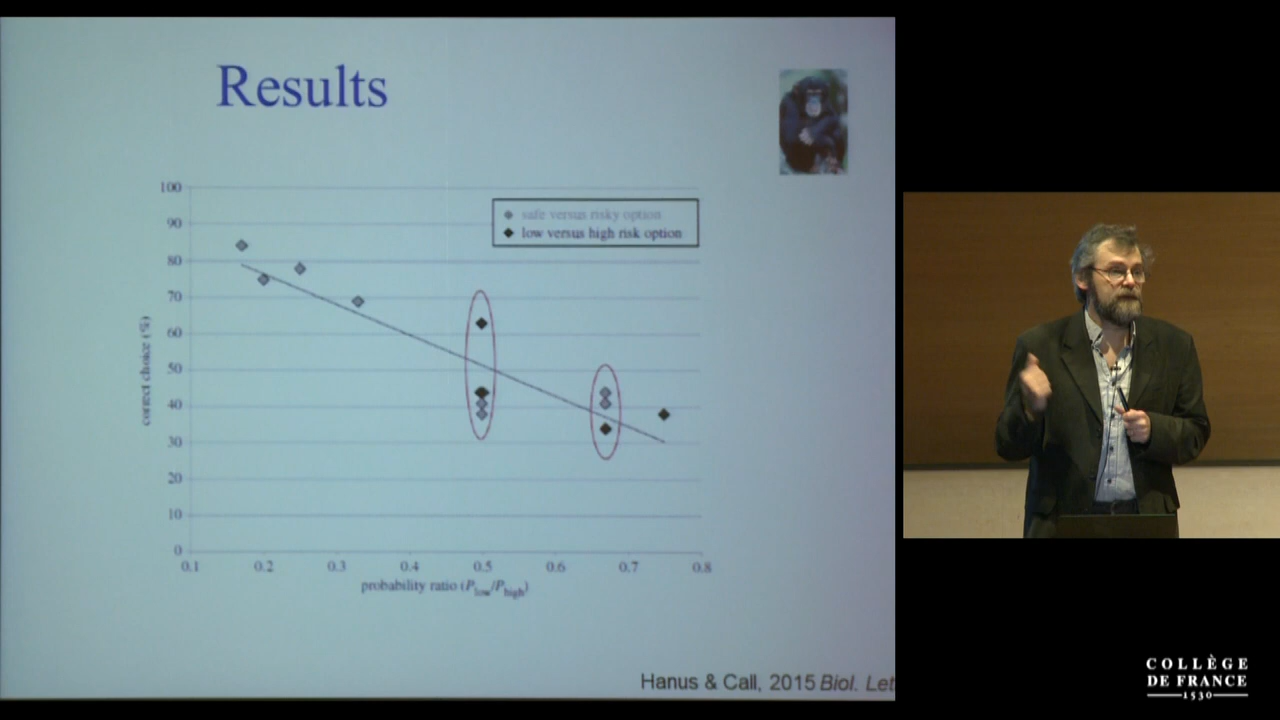 Results
100
90
80
70
60
50
40
30
20
10
0
correct choice (%)
safe versus risky option
low versus high risk option
0.1 0.2 0.3 0.4 0.5 0.6 0.7 0.8
probability ratio (Plow/Phigh)
Hanus & Call, 2015 Biol. Let
COLLÈGE
DE FRANCE
1530